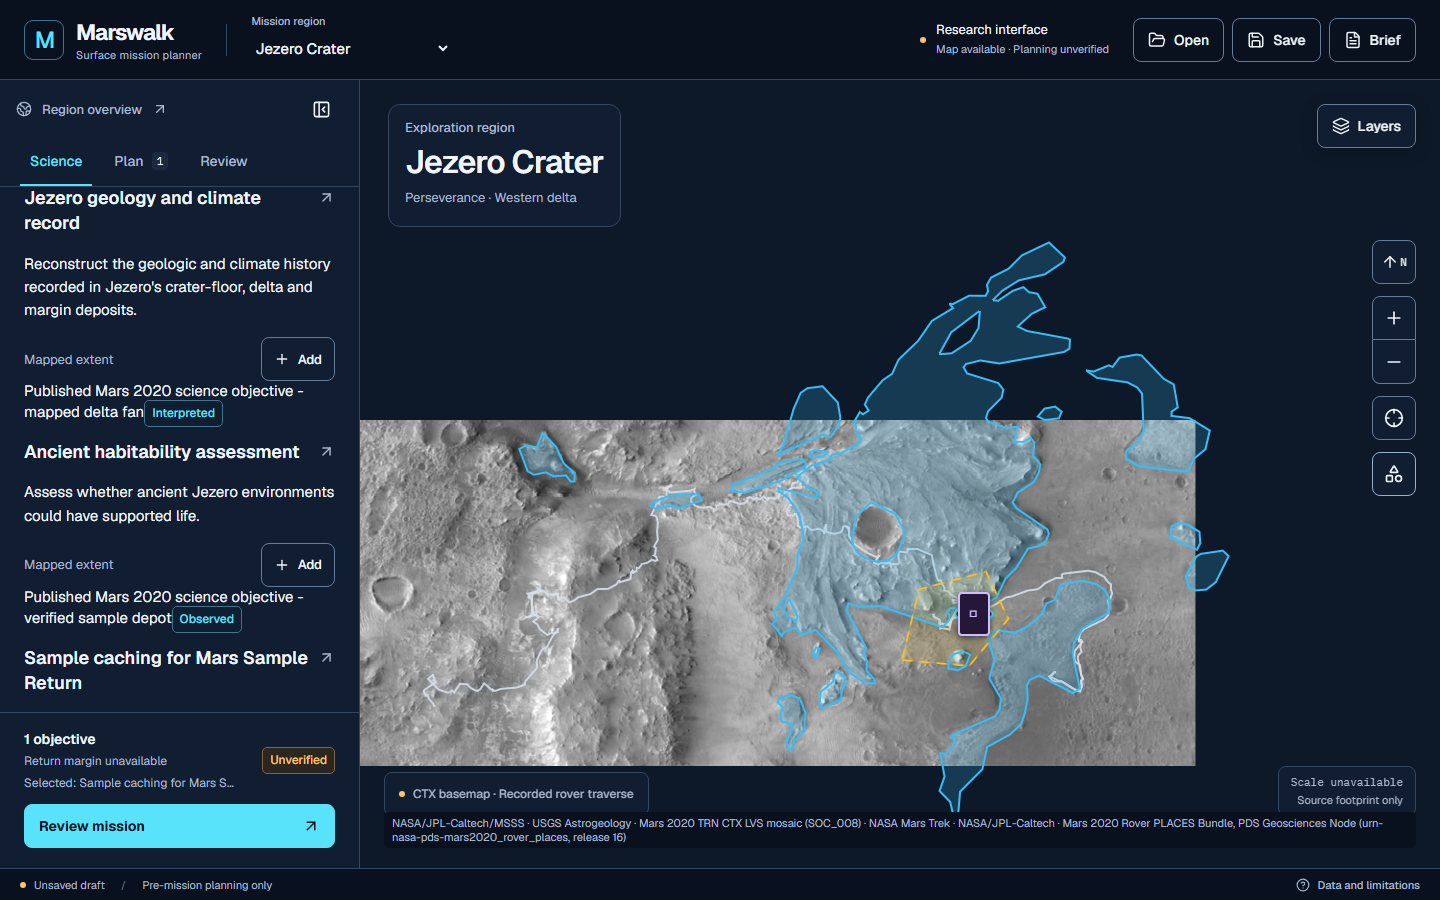 M
Marswalk
Surface mission planner
Mission region
Jezero Crater
Research interface
Map available · Planning unverified
Open
Save
Brief
Region overview
Science
Plan 1
Review
Jezero geology and climate
record
Reconstruct the geologic and climate history
recorded in Jezero's crater-floor, delta and
margin deposits.
Mapped extent
Add
Published Mars 2020 science objective -
mapped delta fan Interpreted
Ancient habitability assessment
Assess whether ancient Jezero environments
could have supported life.
Mapped extent
Add
Published Mars 2020 science objective -
verified sample depot Observed
Sample caching for Mars Sample
Return
1 objective
Return margin unavailable
Selected: Sample caching for Mars S...
Unverified
Review mission
Exploration region
Jezero Crater
Perseverance · Western delta
Layers
N
CTX basemap · Recorded rover traverse
Scale unavailable
Source footprint only
NASA/JPL-Caltech/MSSS · USGS Astrogeology · Mars 2020 TRN CTX LVS mosaic (SOC_008) · NASA Mars Trek · NASA/JPL-Caltech · Mars 2020 Rover PLACES Bundle, PDS Geosciences Node (urn-
nasa-pds-mars2020_rover_places, release 16)
Unsaved draft / Pre-mission planning only
Data and limitations